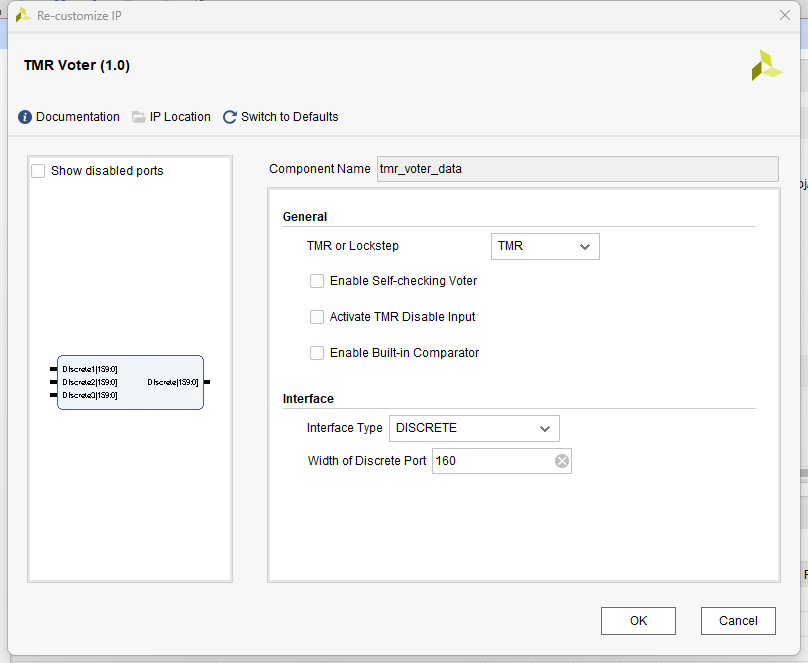 Re-customize IP
TMR Voter (1.0)
Documentation IP Location Switch to Defaults
Show disabled ports
Component Name tmr_voter_data
General
TMR or Lockstep TMR
Enable Self-checking Voter
Activate TMR Disable Input
Enable Built-in Comparator
Discrete1[159:0]
Discrete2[159:0] Discrete[159:0]
Discrete3[159:0]
Interface
Interface Type DISCRETE
Width of Discrete Port 160
OK Cancel